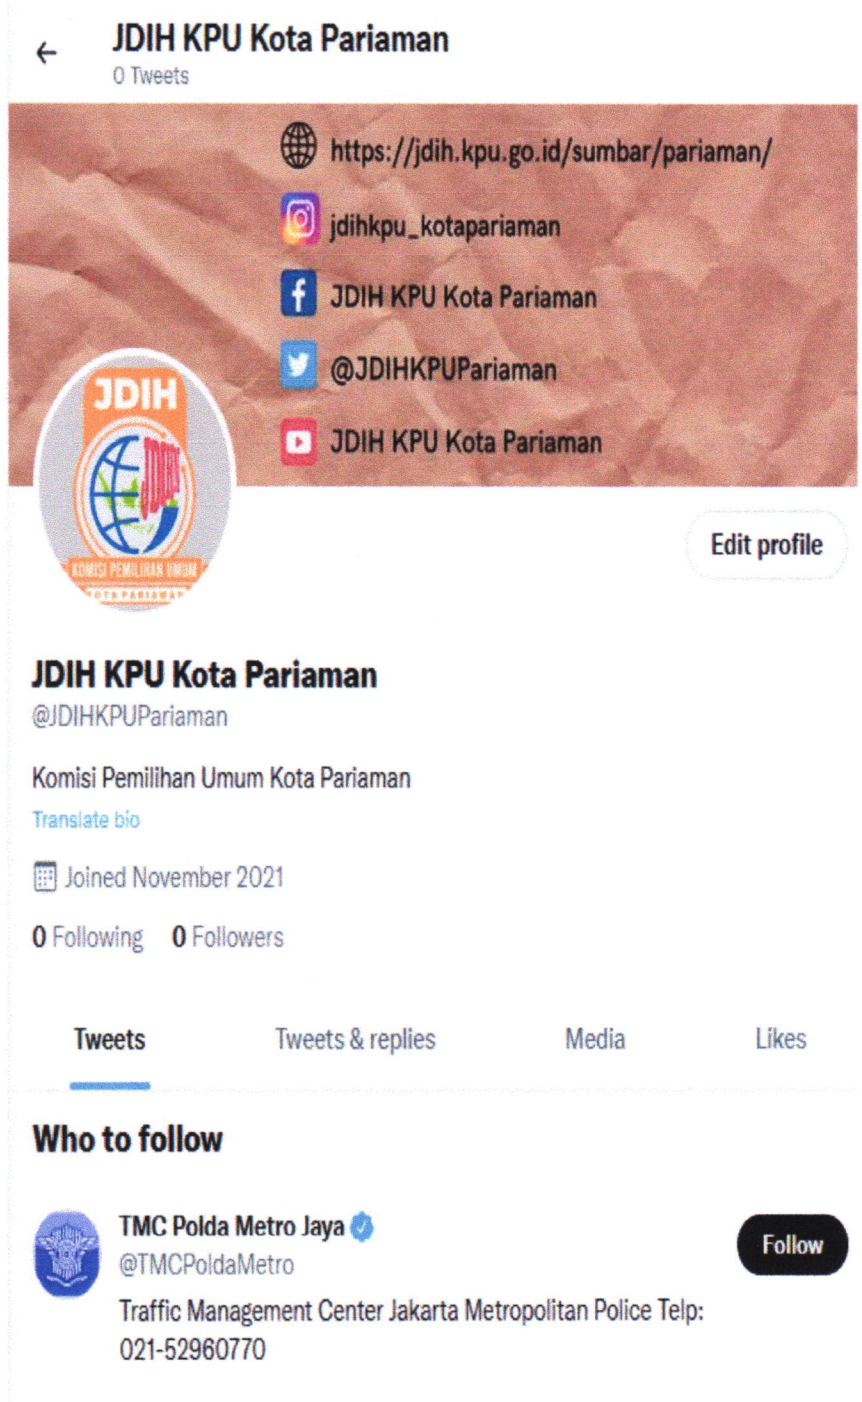 JDIH KPU Kota Pariaman
0 Tweets
https://jdih.kpu.go.id/sumbar/pariaman/
jdihkpu_kotapariaman
JDIH KPU Kota Pariaman
@JDIHKPUPariaman
JDIH KPU Kota Pariaman
JDIH
KOMISI PEMILIHAN UMUM
KOTA PARIAMAN
Edit profile
JDIH KPU Kota Pariaman
@JDIHKPUPariaman
Komisi Pemilihan Umum Kota Pariaman
Translate bio
Joined November 2021
0 Following 0 Followers
Tweets Tweets & replies Media Likes
Who to follow
TMC Polda Metro Jaya
@TMCPoldaMetro
Follow
Traffic Management Center Jakarta Metropolitan Police Telp:
021-52960770